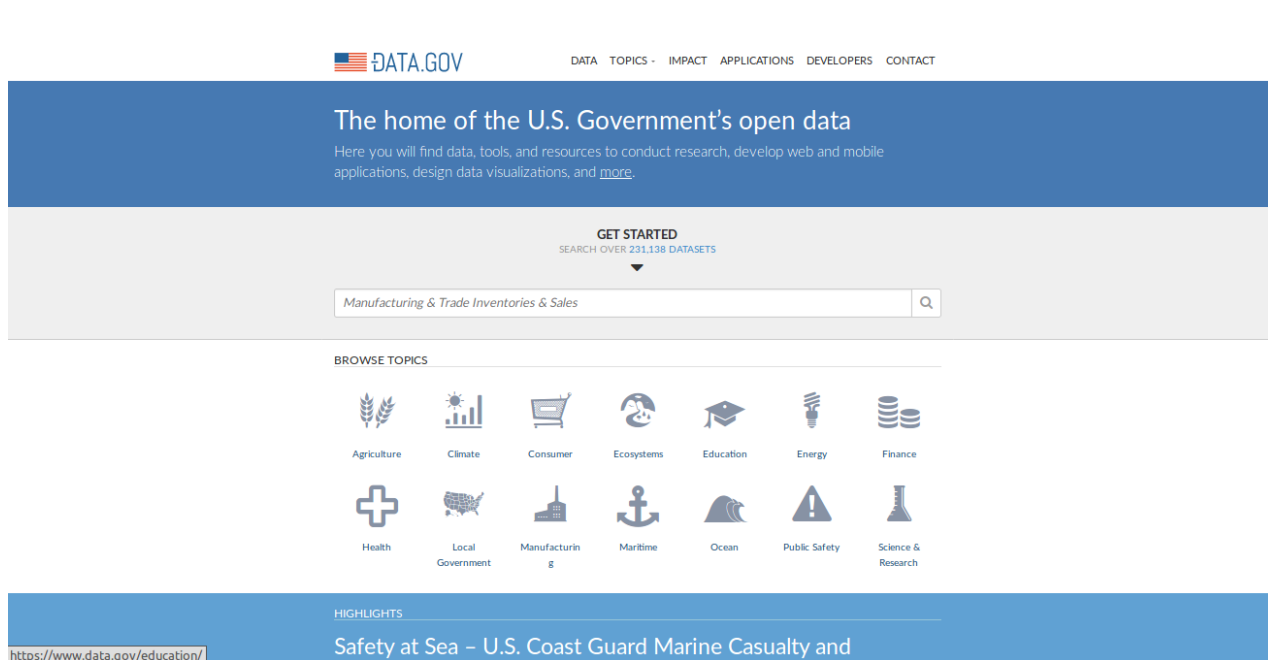 DATA.GOV
DATA TOPICS IMPACT APPLICATIONS DEVELOPERS CONTACT
The home of the U.S. Government's open data
Here you will find data, tools, and resources to conduct research, develop web and mobile
applications, design data visualizations, and more.
GET STARTED
SEARCH OVER 231,138 DATASETS
Manufacturing & Trade Inventories & Sales
BROWSE TOPICS
Agriculture Climate Consumer Ecosystems Education Energy Finance
Health Local Manufacturin Maritime Ocean Public Safety Science &
Government g Research
HIGHLIGHTS
Safety at Sea – U.S. Coast Guard Marine Casualty and
https://www.data.gov/education/